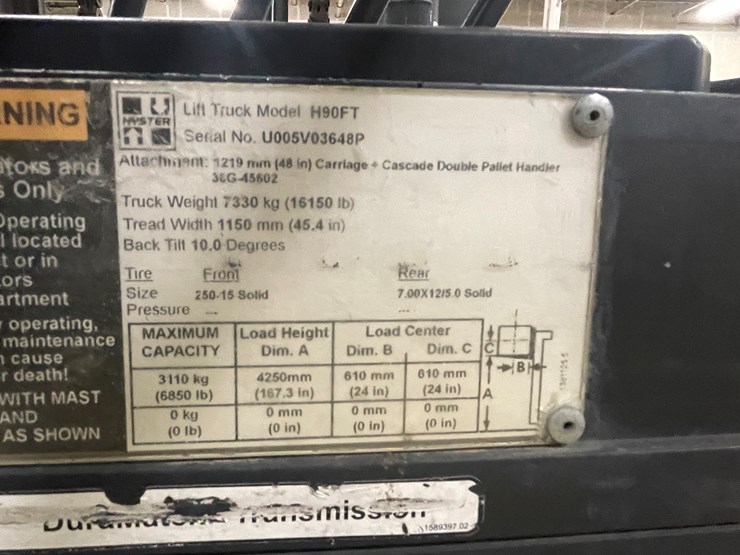 NING
and
Only
Operating
located
t or in
ors
artment
operating,
maintenance
cause
r death!
WITH MAST
AND
AS SHOWN
HYSTER
Lift Truck Model H90FT
Serial No. U005V03648P
Attachment: 1219 mm (48 in) Carriage + Cascade Double Pallet Handler
36G-45602
Truck Weight 7330 kg (16150 lb)
Tread Width 1150 mm (45.4 in)
Back Tilt 10.0 Degrees
Tire Front Rear
Size 250-15 Solid 7.00X12/5.0 Solid
Pressure --- ---
MAXIMUM CAPACITY Load Height Dim. A Load Center Dim. B Dim. C
3110 kg 4250mm 610 mm 610 mm
(6850 lb) (167.3 in) (24 in) (24 in)
0 kg 0 mm 0 mm 0 mm
(0 lb) (0 in) (0 in) (0 in)
C
B
A
Transmission
1589397 02